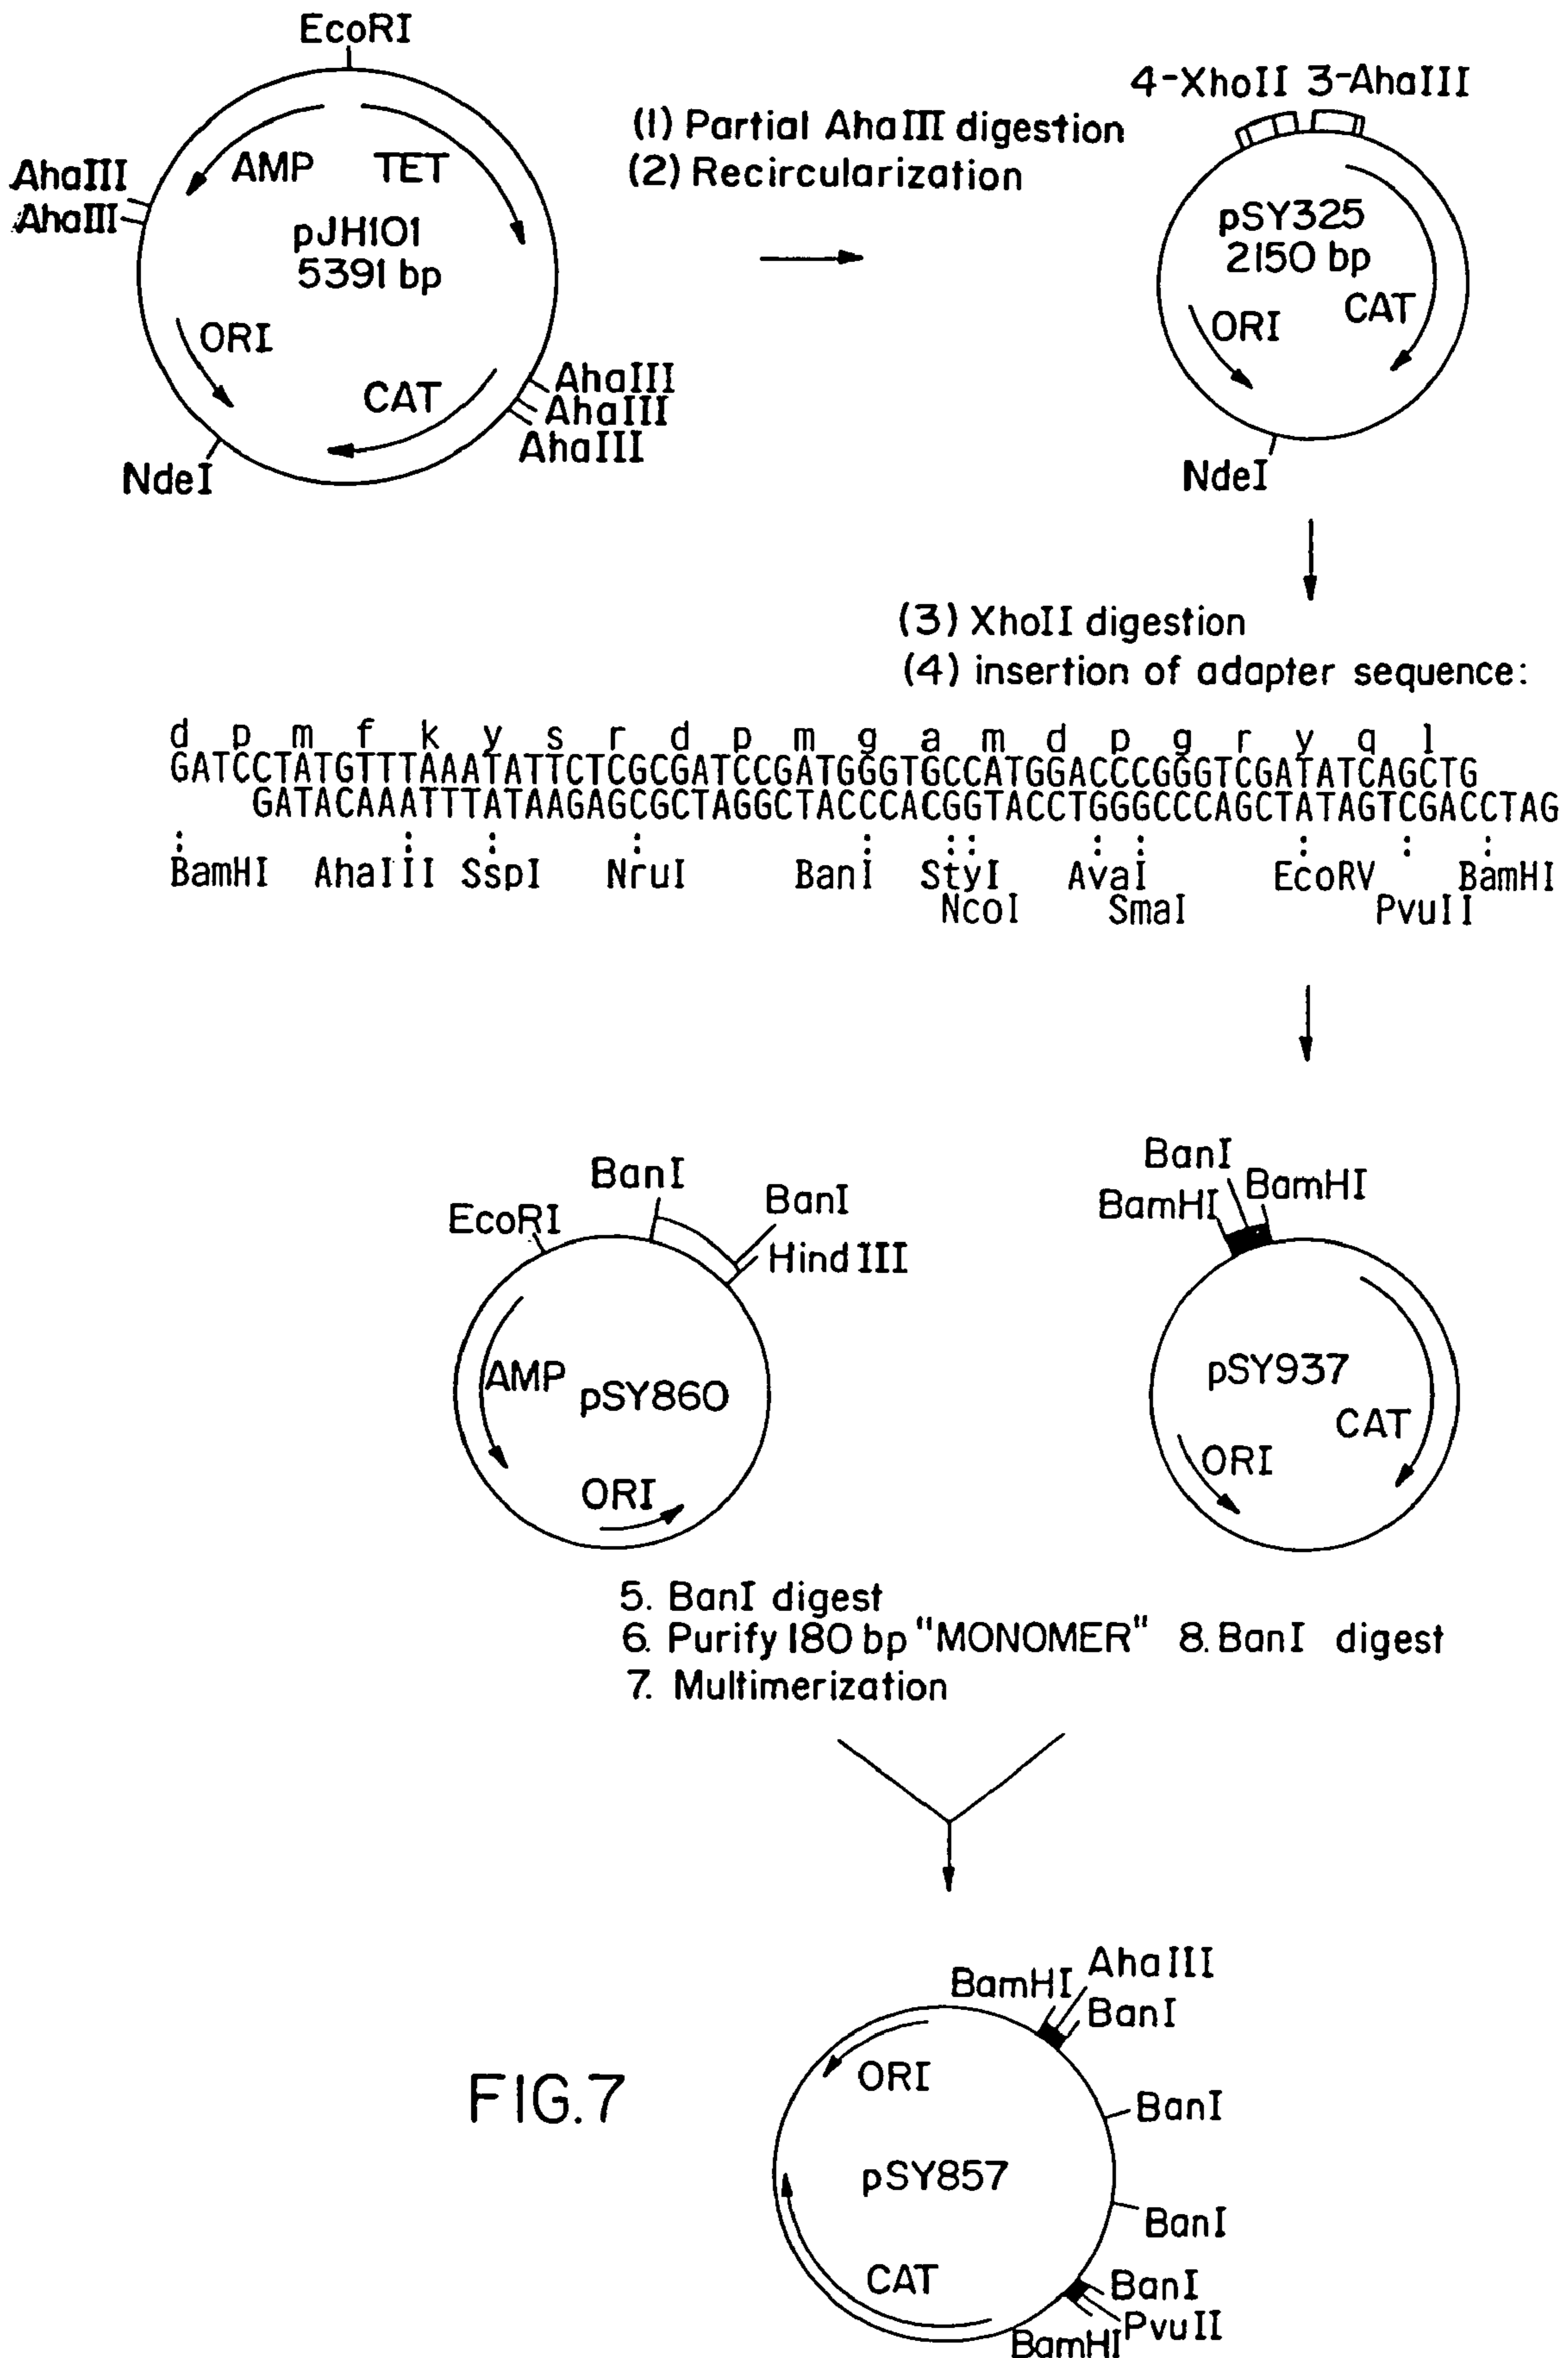 EcoRI
4-XhoII 3-AhaIII
(1) Partial AhaIII digestion
(2) Recircularization
AMP TET
AhaIII
AhaIII
pJH101
5391 bp
pSY325
2150 bp
ORI
CAT
ORI
CAT
AhaIII
AhaIII
AhaIII
NdeI
NdeI
(3) XhoII digestion
(4) insertion of adapter sequence:
d p m f k y s r d p m g a m d p g r y q l
GATCCTATGTTTAAATATTCTCGCGATCCGATGGGTGCCATGGACCCGGGTCGATATCAGCTG
GATACAAATTTATAAGAGCGCTAGGCTACCCACGGTACCTGGGCCCAGCTATAGTCGACCTAG
BamHI AhaIII SspI NruI BanI StyI AvaI EcoRV BamHI
NcoI SmaI PvuII
BanI
BanI
EcoRI
HindIII
BanI
BamHI
BamHI
AMP
pSY860
ORI
pSY937
CAT
ORI
5. BanI digest
6. Purify 180 bp "MONOMER" 8. BanI digest
7. Multimerization
BamHI
AhaIII
BanI
ORI
FIG.7
BanI
pSY857
BanI
CAT
BanI
PvuII
BamHI